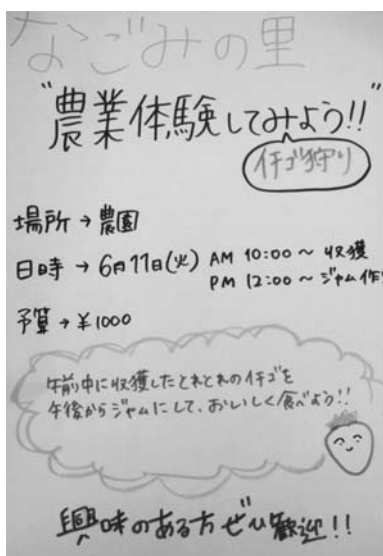 なごみの里
"農業体験してみよう!!"
イチゴ狩り
場所→農園
日時→6月11日(火) AM 10:00〜収穫
PM 12:00〜ジャム作
予算→¥1000
午前中に収穫したとれとれのイチゴを
午後からジャムにして、おいしく食べよう!!
興味のある方ぜひ歓迎!!